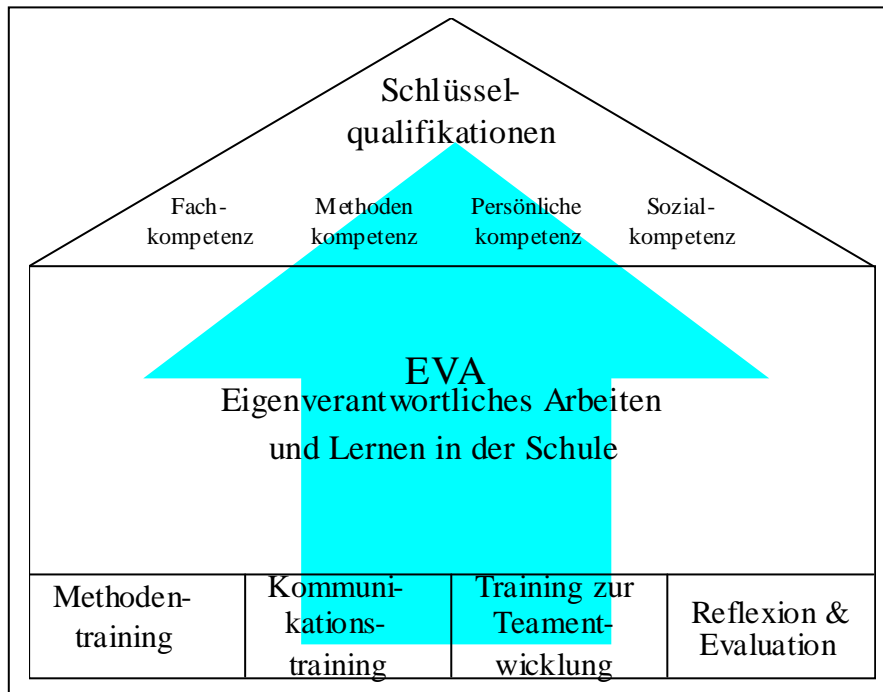 Schlüssel-
qualifikationen
Fach-
kompetenz
Methoden
kompetenz
Persönliche
kompetenz
Sozial-
kompetenz
EVA
Eigenverantwortliches Arbeiten
und Lernen in der Schule
Methoden-
training
Kommuni-
kations-
training
Training zur
Teament-
wicklung
Reflexion &
Evaluation